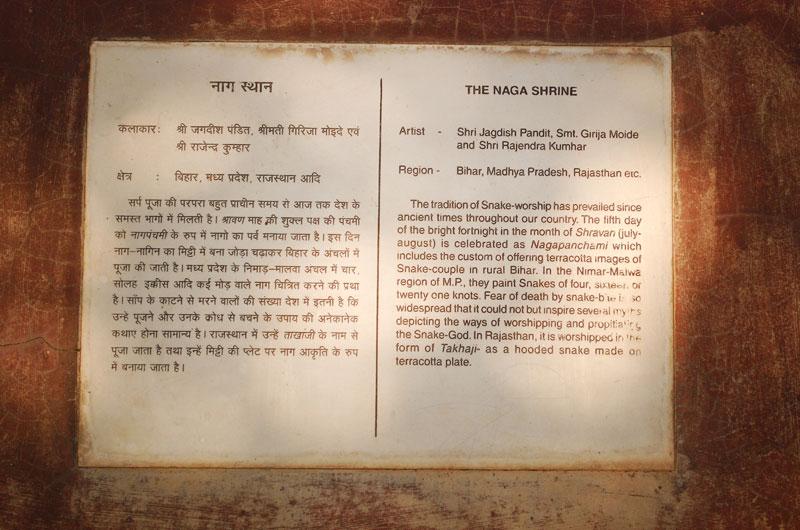 नाग स्थान
कलाकार: श्री जगदीश पंडित, श्रीमती गिरिजा मोइदे एवं
श्री राजेन्द्र कुम्हार
क्षेत्र : बिहार, मध्य प्रदेश, राजस्थान आदि
सर्प पूजा की परपरा बहुत प्राचीन समय से आज तक देश के
समस्त भागों में मिलती है। श्रावण माह की शुक्ल पक्ष की पंचमी
को नागपंचमी के रुप में नागो का पर्व मनाया जाता है। इस दिन
नाग-नागिन का मिट्टी में बना जोड़ा चढ़ाकर बिहार के अंचलों में
पूजा की जाती है। मध्य प्रदेश के निमाड़-मालवा अंचल में चार,
सोलह इक्कीस आदि कई मोड़ वाले नाग चित्रित करने की प्रथा
है। साँप के काटने से मरने वालों की संख्या देश में इतनी है कि
उन्हें पूजने और उनके क्रोध से बचने के उपाय की अनेकानेक
कथाए होना सामान्य है। राजस्थान में उन्हें ताखांजी के नाम से
पूजा जाता है तथा इन्हें मिट्टी की प्लेट पर नाग आकृति के रुप
में बनाया जाता है।
THE NAGA SHRINE
Artist - Shri Jagdish Pandit, Smt. Girija Moide
and Shri Rajendra Kumhar
Region - Bihar, Madhya Pradesh, Rajasthan etc.
The tradition of Snake-worship has prevailed since
ancient times throughout our country. The fifth day
of the bright fortnight in the month of Shravan (july-
august) is celebrated as Nagapanchami which
includes the custom of offering terracotta images of
Snake-couple in rural Bihar. In the Nimar-Malwa
region of M.P., they paint Snakes of four, sixteen or
twenty one knots. Fear of death by snake-bite is so
widespread that it could not but inspire several myths
depicting the ways of worshipping and propitiating
the Snake-God. In Rajasthan, it is worshipped in the
form of Takhaji- as a hooded snake made on
terracotta plate.